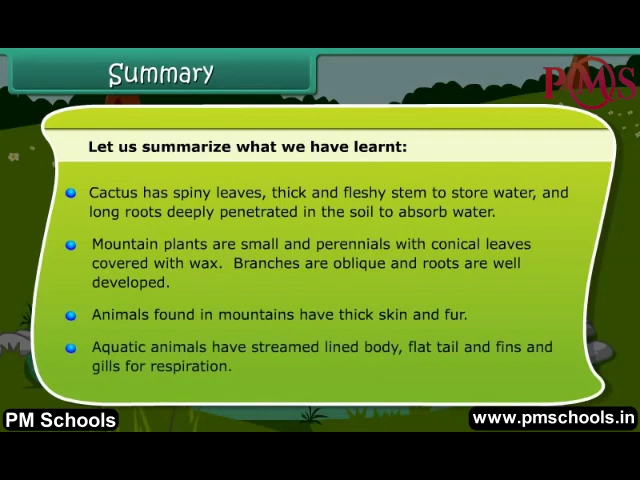 Summary
PMS
Let us summarize what we have learnt:
Cactus has spiny leaves, thick and fleshy stem to store water, and
long roots deeply penetrated in the soil to absorb water.
Mountain plants are small and perennials with conical leaves
covered with wax. Branches are oblique and roots are well
developed.
Animals found in mountains have thick skin and fur.
Aquatic animals have streamed lined body, flat tail and fins and
gills for respiration.
PM Schools
www.pmschools.in